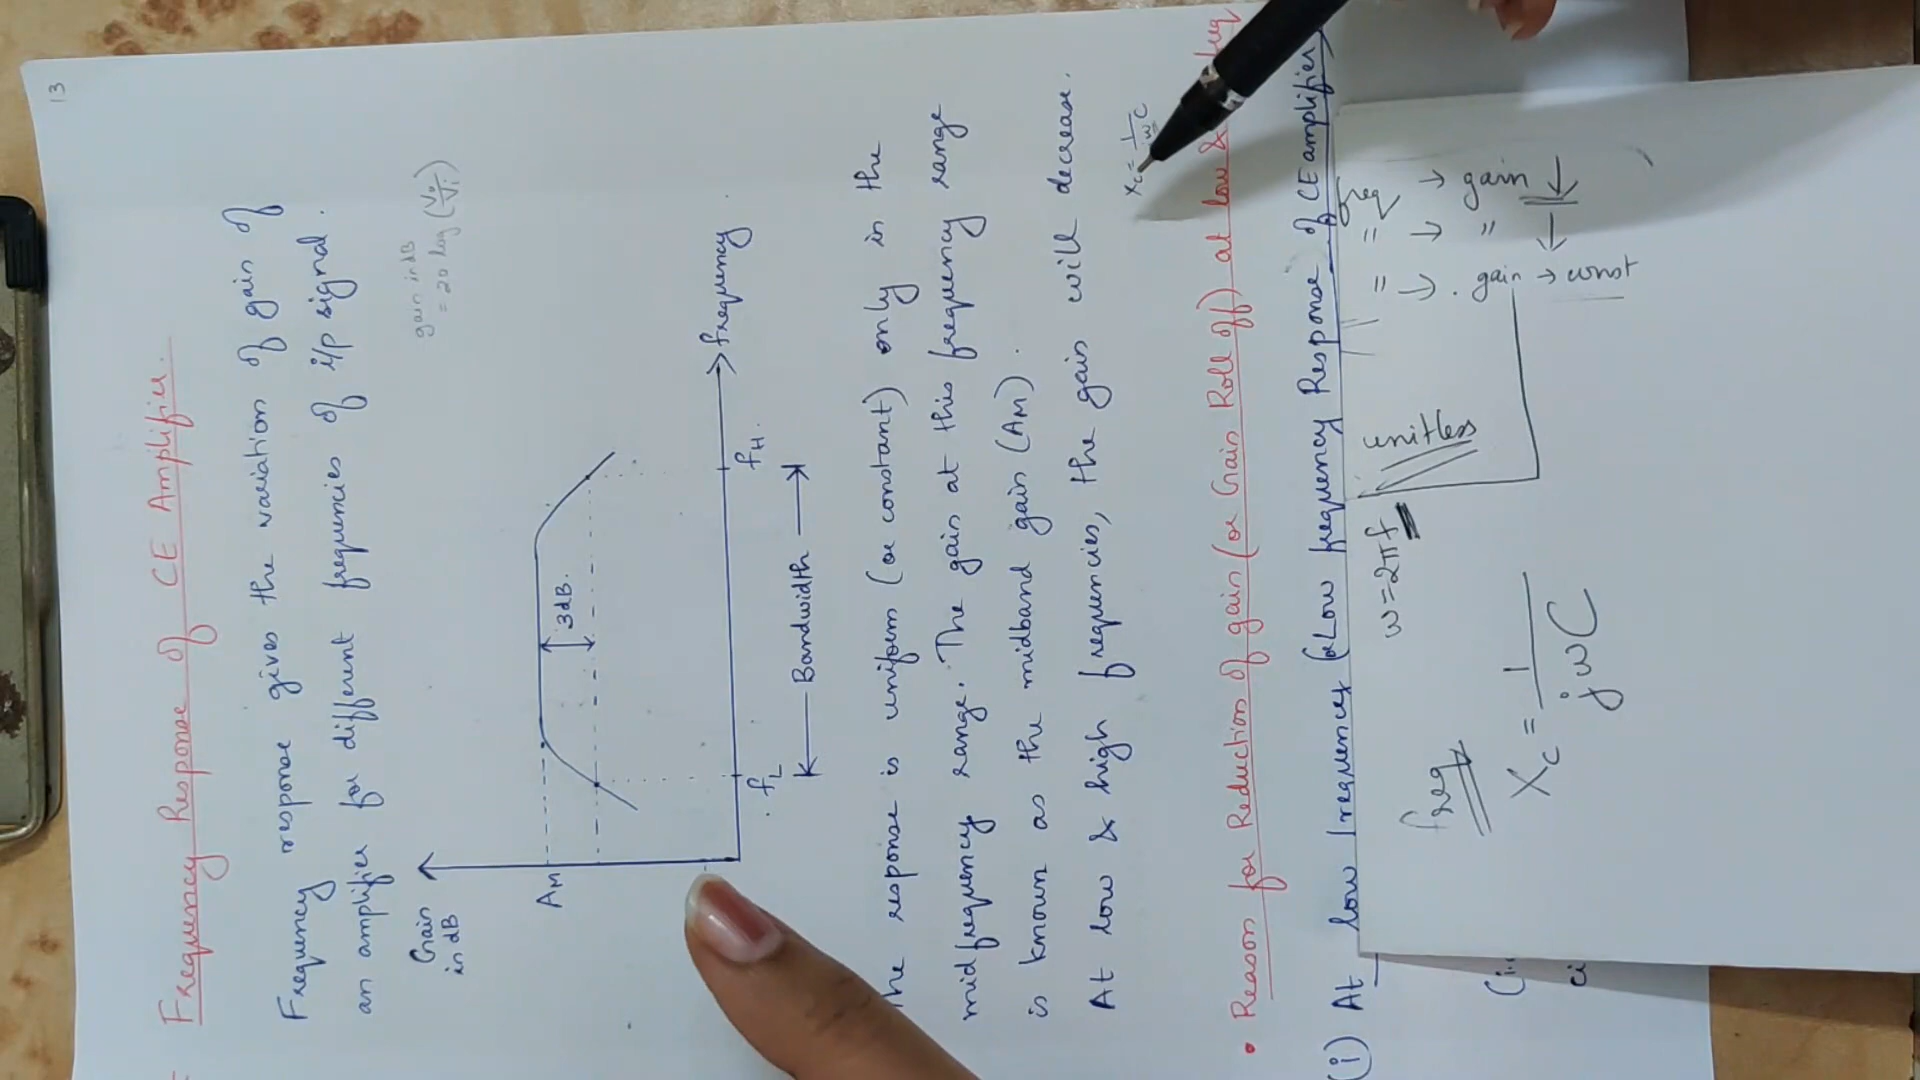 13
Frequency Response of CE Amplifier.
Frequency response gives the variation of gain of
an amplifier for different frequencies of i/p signal.
gain in dB
= 20 log (Vo/Vi)
Gain
in dB
AM
3dB.
frequency
fL
fH.
Bandwidth
The response is uniform (or constant) only in the
midfrequency range. The gain at this frequency range
is known as the midband gain (AM).
At low & high frequencies, the gain will decrease.
Xc = 1/ωC
• Reason for Reduction of gain (or Gain Roll off) at low &
(i) At low frequency (Low frequency Response of CE amplifier)
freq → gain ↓
= → " ↓
= → . gain → const
unitless
ω=2πf
freq
Xc = 1/jωC